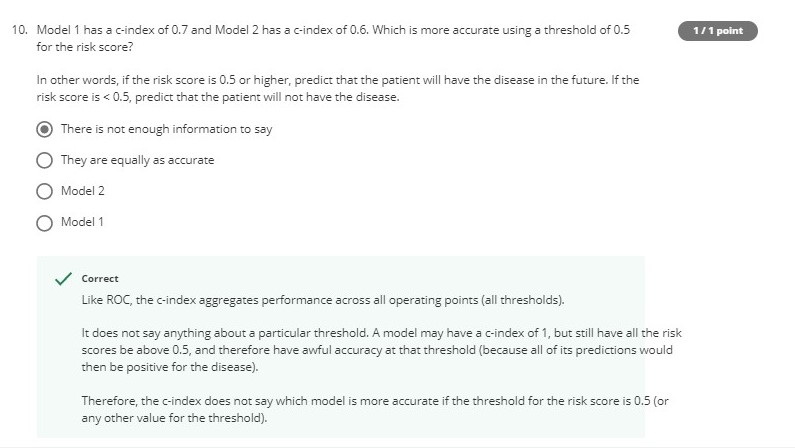 10. Model 1 has a c-index of 0.7 and Model 2 has a c-index of 0.6. Which is more accurate using a threshold of 0.5
for the risk score?
1 / 1 point
In other words, if the risk score is 0.5 or higher, predict that the patient will have the disease in the future. If the
risk score is < 0.5, predict that the patient will not have the disease.
There is not enough information to say
They are equally as accurate
Model 2
Model 1
Correct
Like ROC, the c-index aggregates performance across all operating points (all thresholds).
It does not say anything about a particular threshold. A model may have a c-index of 1, but still have all the risk
scores be above 0.5, and therefore have awful accuracy at that threshold (because all of its predictions would
then be positive for the disease).
Therefore, the c-index does not say which model is more accurate if the threshold for the risk score is 0.5 (or
any other value for the threshold).